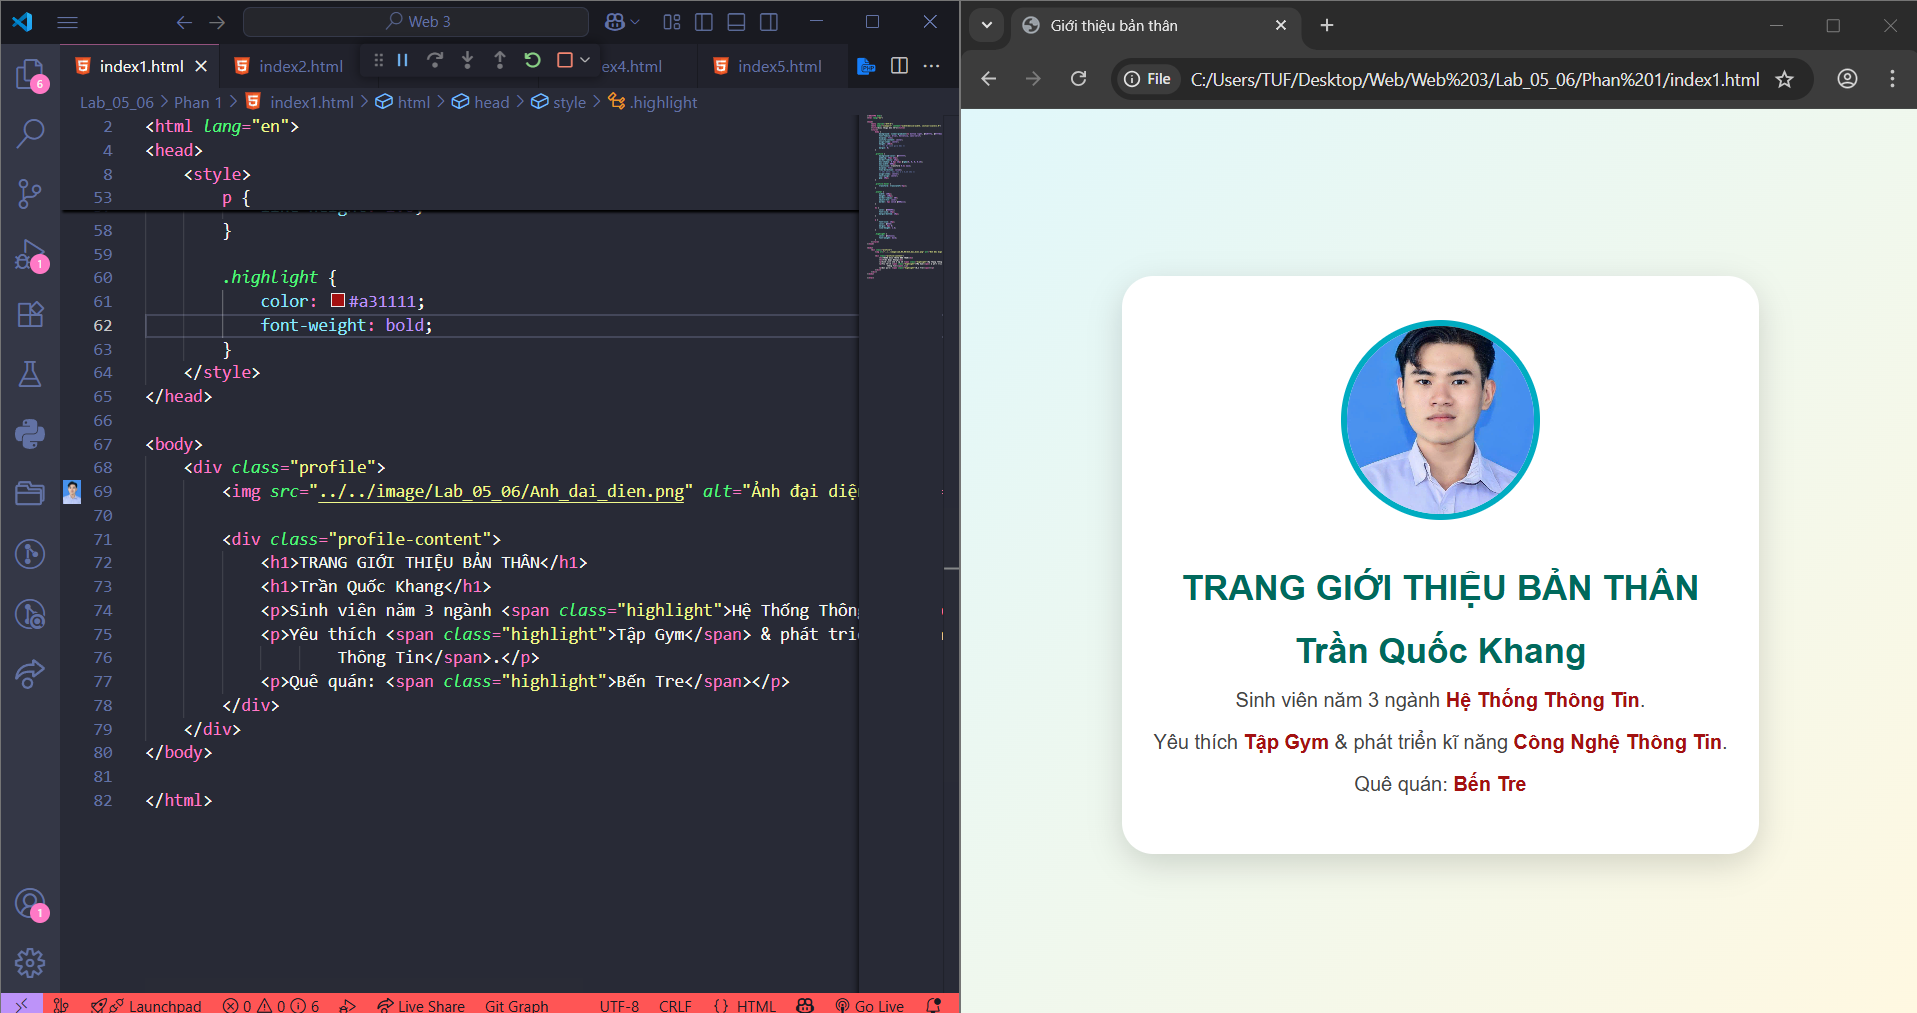 Web 3
index1.html
index2.html
ex4.html
index5.html
Lab_05_06 > Phan 1 > index1.html > html > head > style > .highlight
2 <html lang="en">
4 <head>
8 <style>
53 p {
58 }
59
60 .highlight {
61 color: #a31111;
62 font-weight: bold;
63 }
64 </style>
65 </head>
66
67 <body>
68 <div class="profile">
69 <img src="../../image/Lab_05_06/Anh_dai_dien.png" alt="Ảnh đại diệ
70
71 <div class="profile-content">
72 <h1>TRANG GIỚI THIỆU BẢN THÂN</h1>
73 <h1>Trần Quốc Khang</h1>
74 <p>Sinh viên năm 3 ngành <span class="highlight">Hệ Thống Thông
75 <p>Yêu thích <span class="highlight">Tập Gym</span> & phát triể
76 Thông Tin</span>.</p>
77 <p>Quê quán: <span class="highlight">Bến Tre</span></p>
78 </div>
79 </div>
80 </body>
81
82 </html>
6
1
1
Launchpad 0 0 6 Live Share Git Graph UTF-8 CRLF {} HTML Go Live
Giới thiệu bản thân
File C:/Users/TUF/Desktop/Web/Web%203/Lab_05_06/Phan%201/index1.html
TRANG GIỚI THIỆU BẢN THÂN
Trần Quốc Khang
Sinh viên năm 3 ngành Hệ Thống Thông Tin.
Yêu thích Tập Gym & phát triển kĩ năng Công Nghệ Thông Tin.
Quê quán: Bến Tre